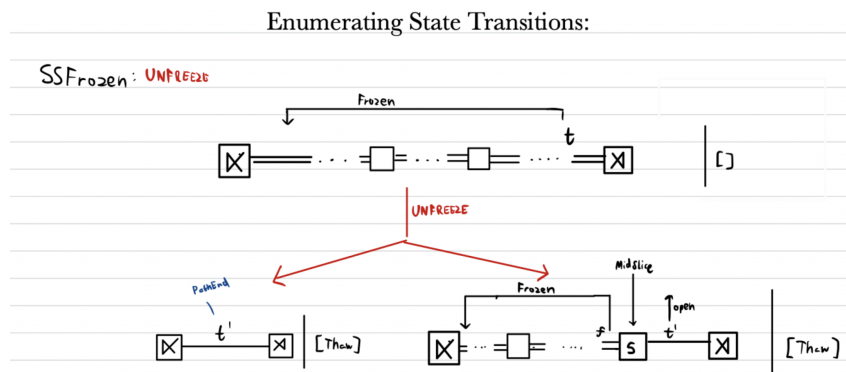 Enumerating State Transitions:
SSFrozen: UNFREEZE
Frozen
t
[]
UNFREEZE
PathEnd
t'
[Thaw]
MidSlice
Frozen
open
f
S
t'
[Thaw]